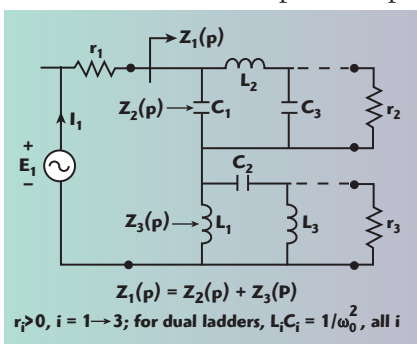 r₁
Z₁(p)
L₂
Z₂(p)
C₁
C₃
r₂
I₁
+
E₁
−
C₂
Z₃(p)
L₁
L₃
r₃
Z₁(p) = Z₂(p) + Z₃(P)
rᵢ>0, i = 1→3; for dual ladders, LᵢCᵢ = 1/ω₀², all i